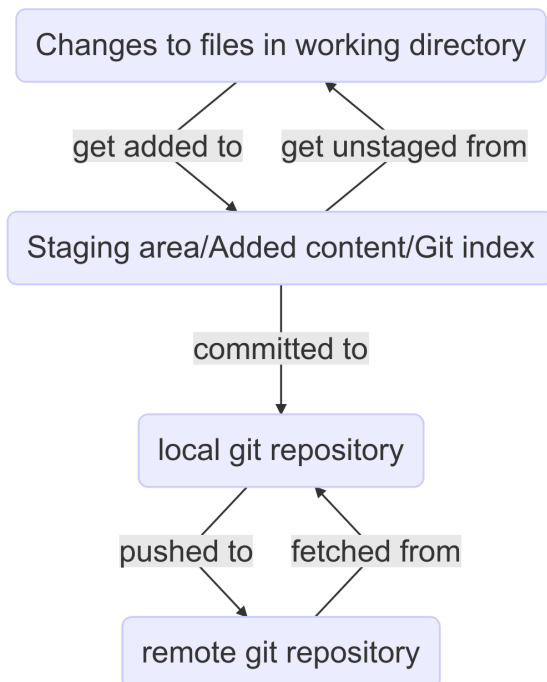 Changes to files in working directory
get added to
get unstaged from
Staging area/Added content/Git index
committed to
local git repository
pushed to
fetched from
remote git repository